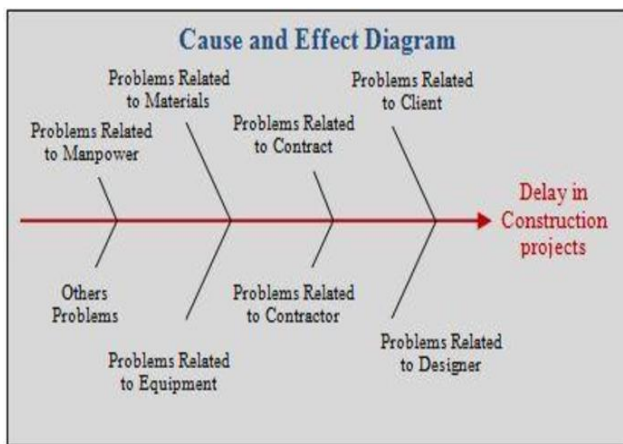 Cause and Effect Diagram
Problems Related
to Materials
Problems Related
to Client
Problems Related
to Manpower
Problems Related
to Contract
Delay in
Construction
projects
Others
Problems
Problems Related
to Contractor
Problems Related
to Equipment
Problems Related
to Designer